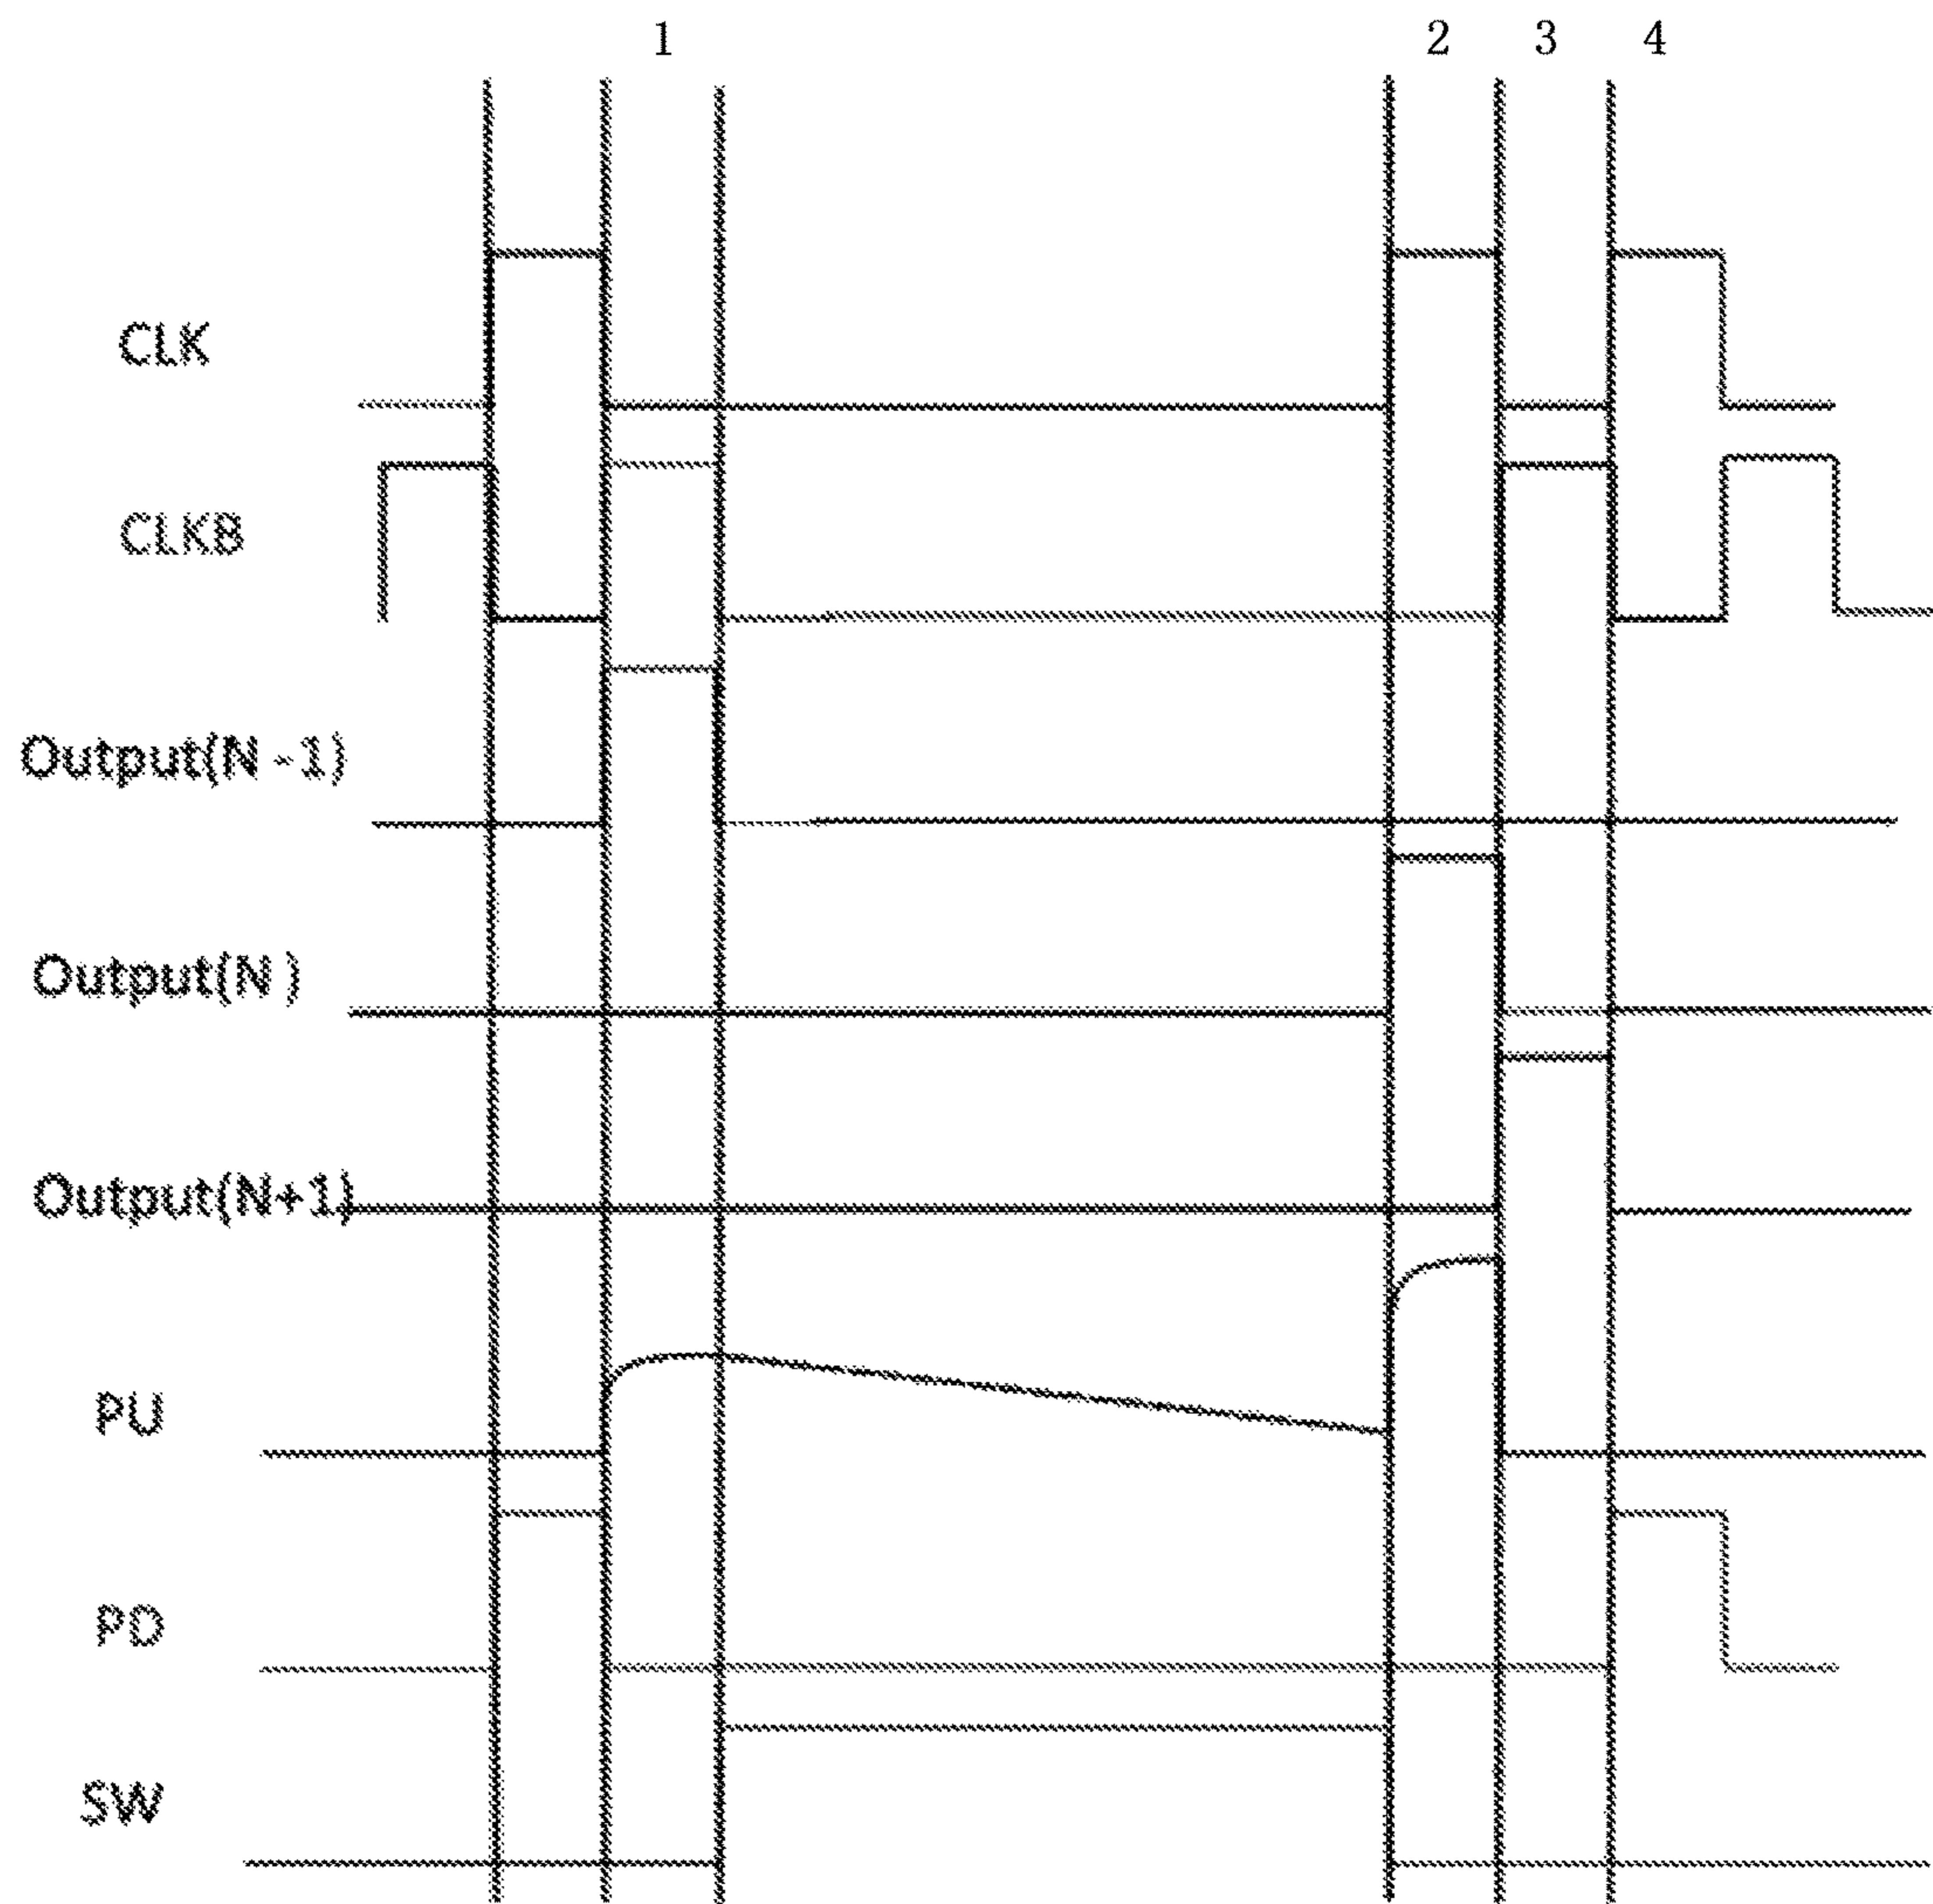 1 2 3 4
CLK
CLKB
Output(N -1)
Output(N )
Output(N+1)
PU
PD
SW